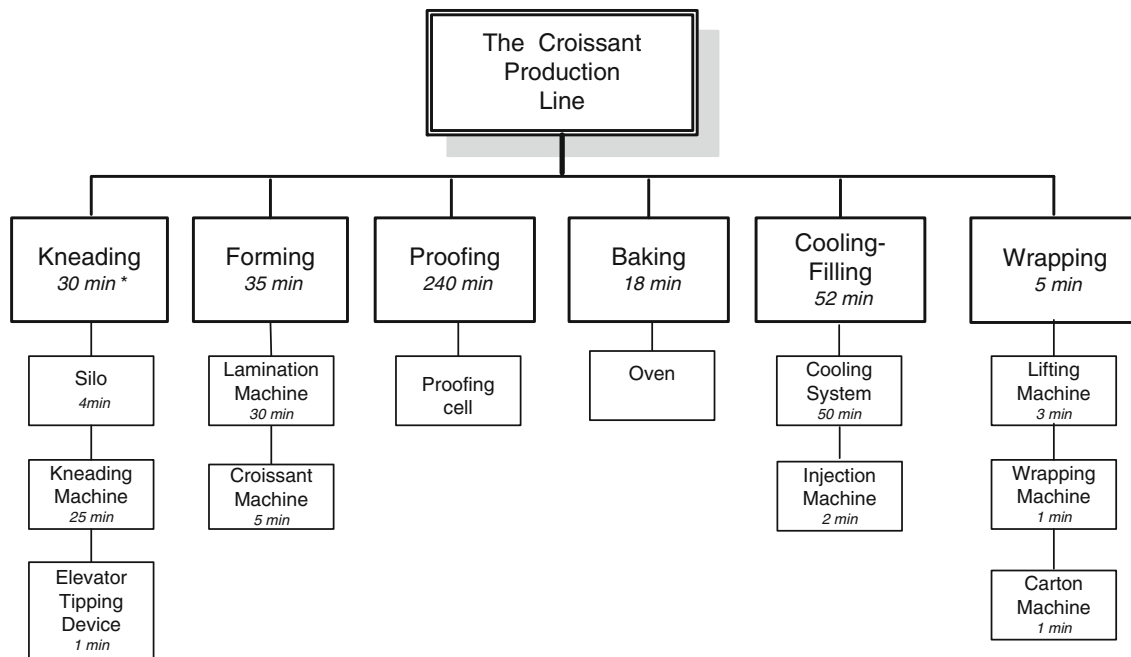 The Croissant
Production
Line
Kneading
30 min *
Forming
35 min
Proofing
240 min
Baking
18 min
Cooling-
Filling
52 min
Wrapping
5 min
Silo
4min
Kneading
Machine
25 min
Elevator
Tipping
Device
1 min
Lamination
Machine
30 min
Croissant
Machine
5 min
Proofing
cell
Oven
Cooling
System
50 min
Injection
Machine
2 min
Lifting
Machine
3 min
Wrapping
Machine
1 min
Carton
Machine
1 min